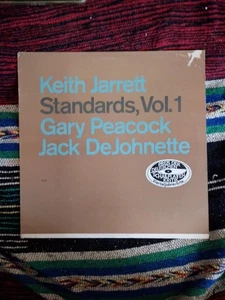 Keith Jarrett
Standards, Vol.1
Gary Peacock
Jack DeJohnette